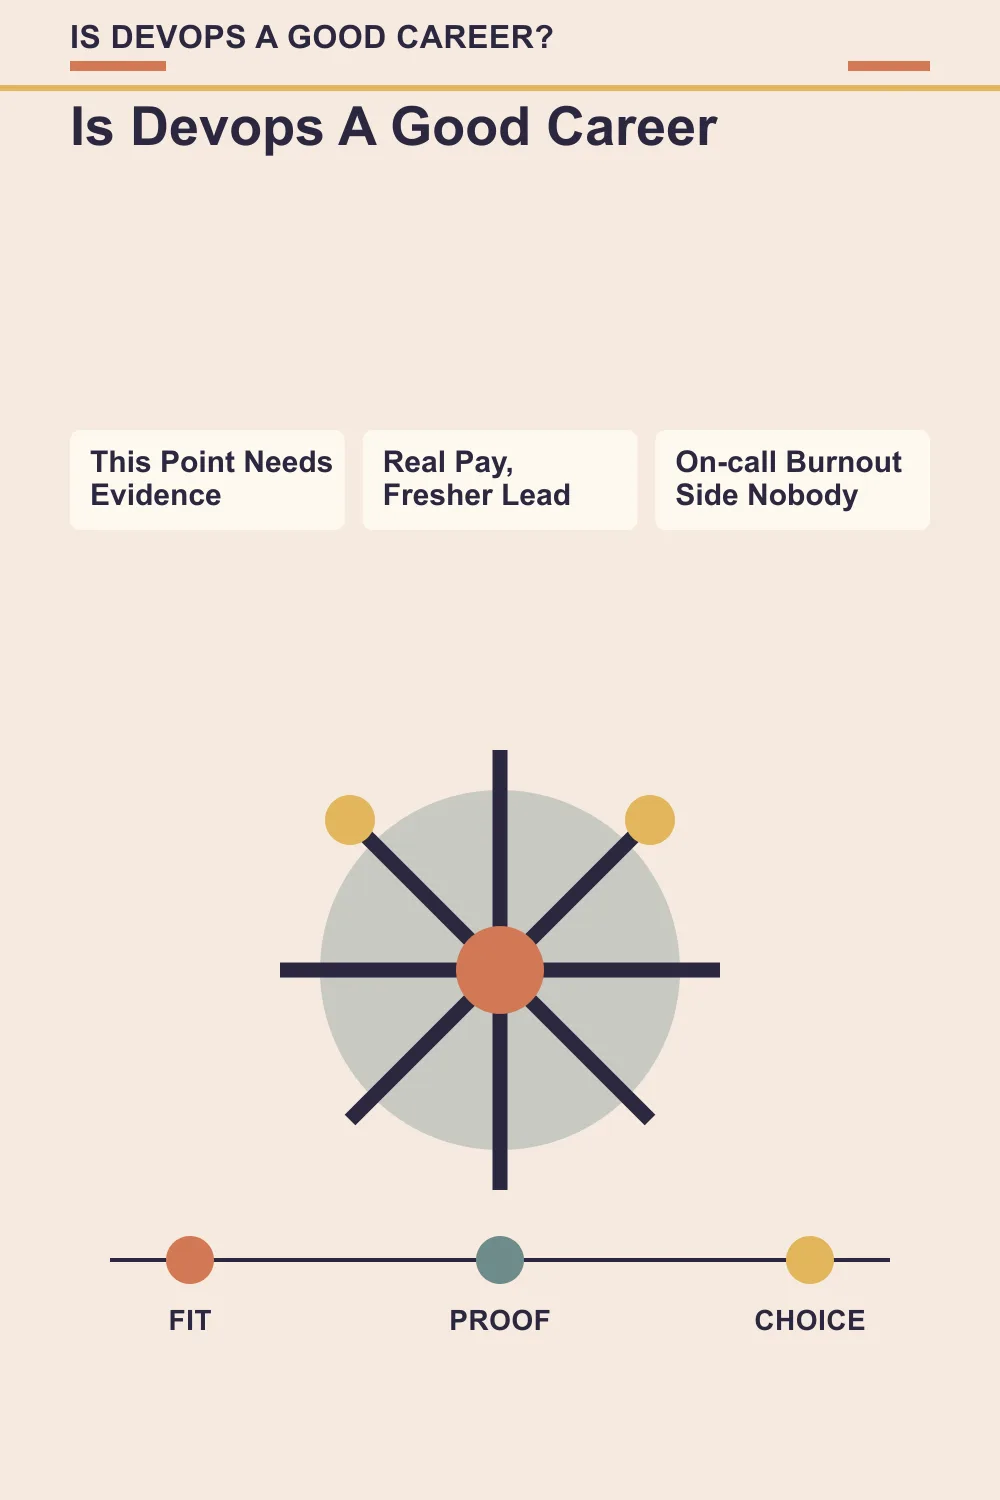 IS DEVOPS A GOOD CAREER?
Is Devops A Good Career
This Point Needs
Evidence
Real Pay,
Fresher Lead
On-call Burnout
Side Nobody
FIT
PROOF
CHOICE